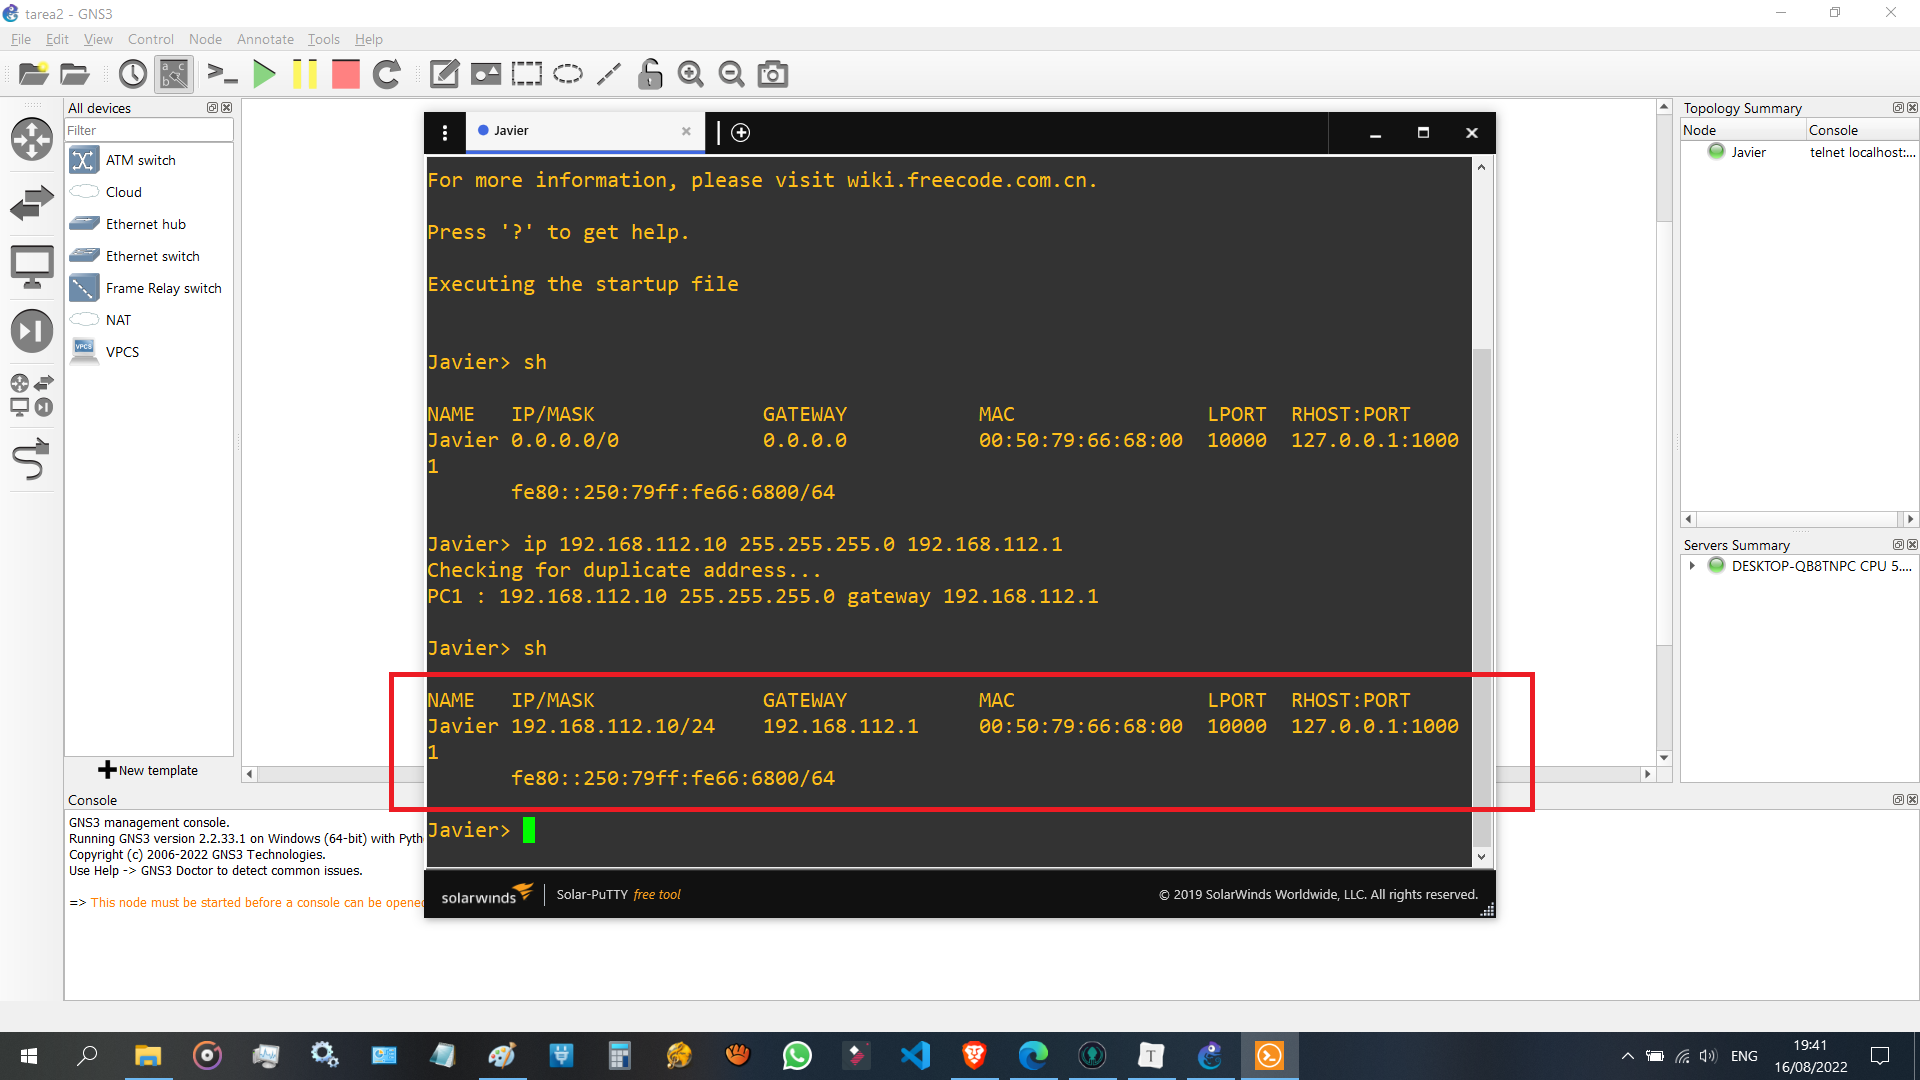 tarea2 - GNS3
File Edit View Control Node Annotate Tools Help
All devices
Filter
ATM switch
Cloud
Ethernet hub
Ethernet switch
Frame Relay switch
NAT
VPCS
New template
Javier
For more information, please visit wiki.freecode.com.cn.
Press '?' to get help.
Executing the startup file
Javier> sh
NAME IP/MASK GATEWAY MAC LPORT RHOST:PORT
Javier 0.0.0.0/0 0.0.0.0 00:50:79:66:68:00 10000 127.0.0.1:1000
1
fe80::250:79ff:fe66:6800/64
Javier> ip 192.168.112.10 255.255.255.0 192.168.112.1
Checking for duplicate address...
PC1 : 192.168.112.10 255.255.255.0 gateway 192.168.112.1
Javier> sh
NAME IP/MASK GATEWAY MAC LPORT RHOST:PORT
Javier 192.168.112.10/24 192.168.112.1 00:50:79:66:68:00 10000 127.0.0.1:1000
1
fe80::250:79ff:fe66:6800/64
Javier>
solarwinds Solar-PuTTY free tool
© 2019 SolarWinds Worldwide, LLC. All rights reserved.
Topology Summary
Node Console
Javier telnet localhost:...
Servers Summary
DESKTOP-QB8TNPC CPU 5....
Console
GNS3 management console.
Running GNS3 version 2.2.33.1 on Windows (64-bit) with Pyth
Copyright (c) 2006-2022 GNS3 Technologies.
Use Help -> GNS3 Doctor to detect common issues.
=> This node must be started before a console can be opened
ENG
19:41
16/08/2022